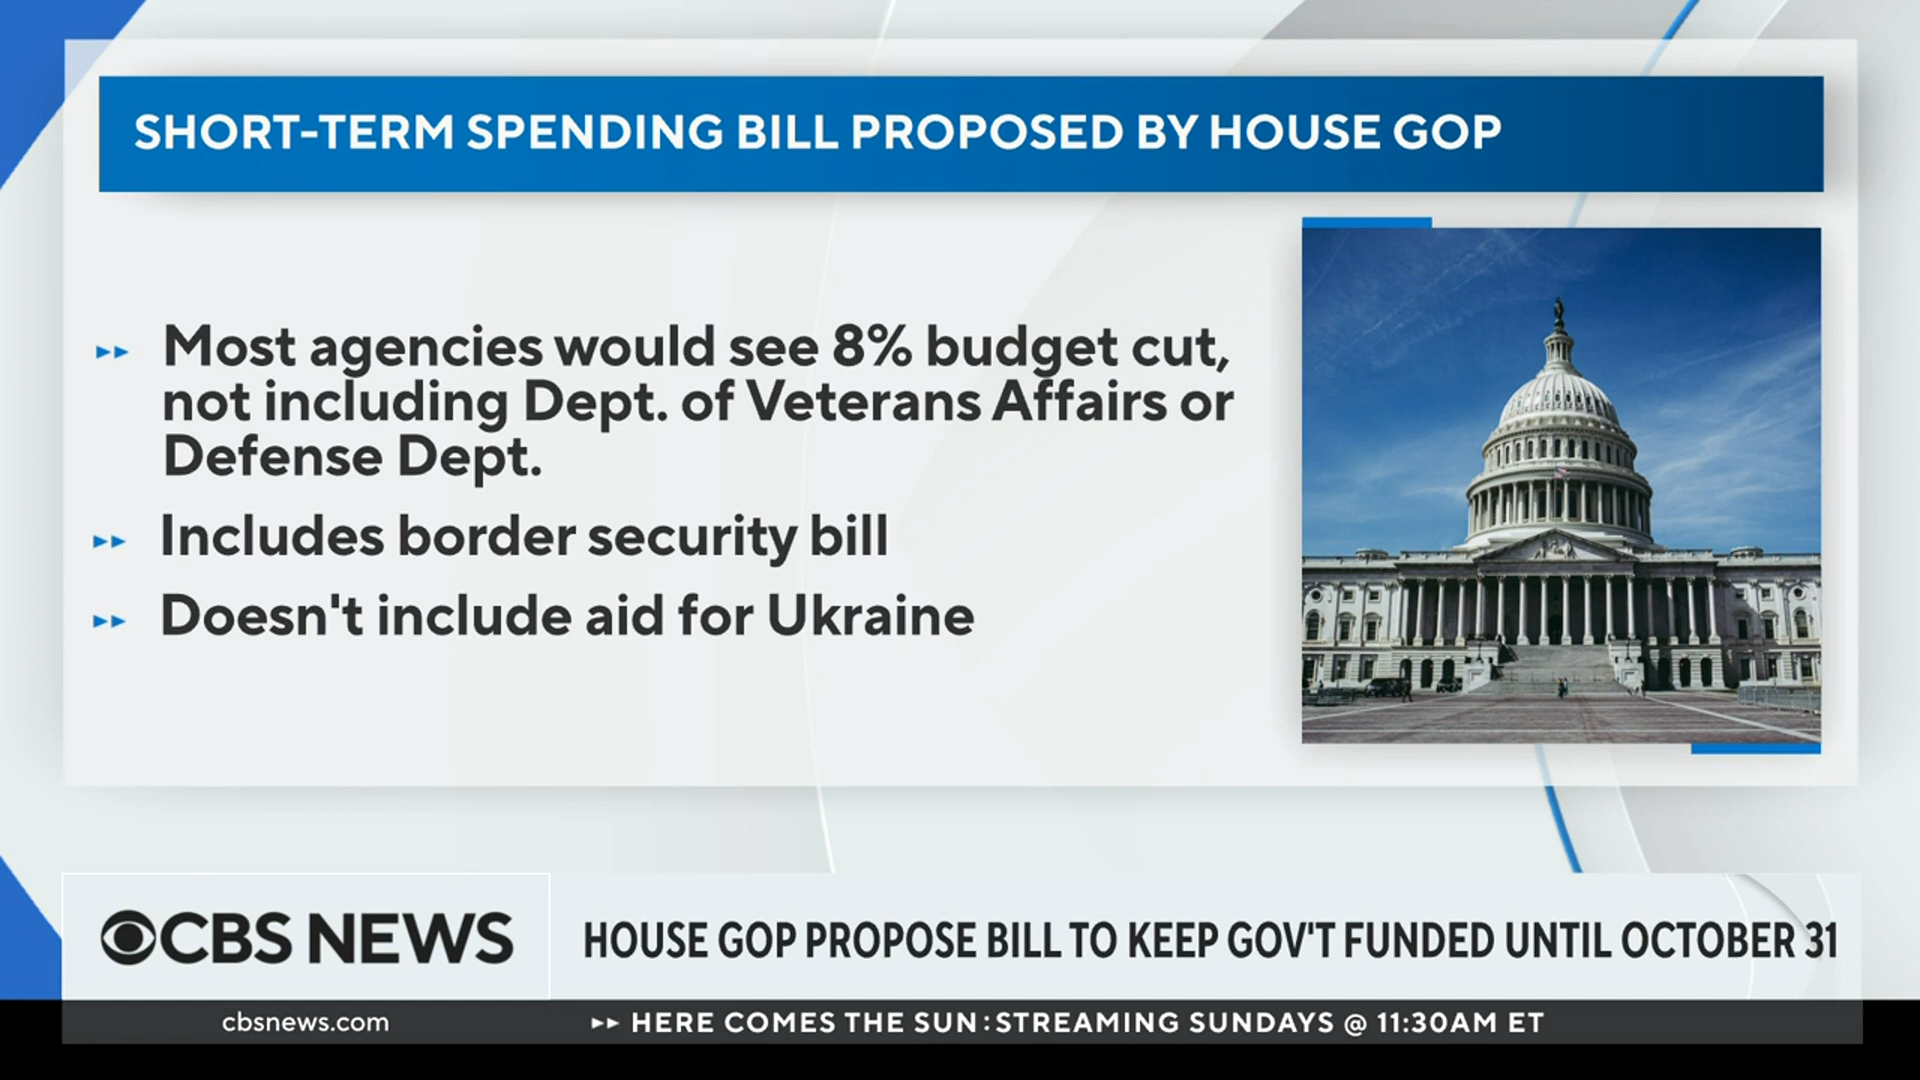 SHORT-TERM SPENDING BILL PROPOSED BY HOUSE GOP
Most agencies would see 8% budget cut,
not including Dept. of Veterans Affairs or
Defense Dept.
Includes border security bill
Doesn't include aid for Ukraine
CBS NEWS
HOUSE GOP PROPOSE BILL TO KEEP GOV'T FUNDED UNTIL OCTOBER 31
cbsnews.com
HERE COMES THE SUN: STREAMING SUNDAYS @ 11:30AM ET